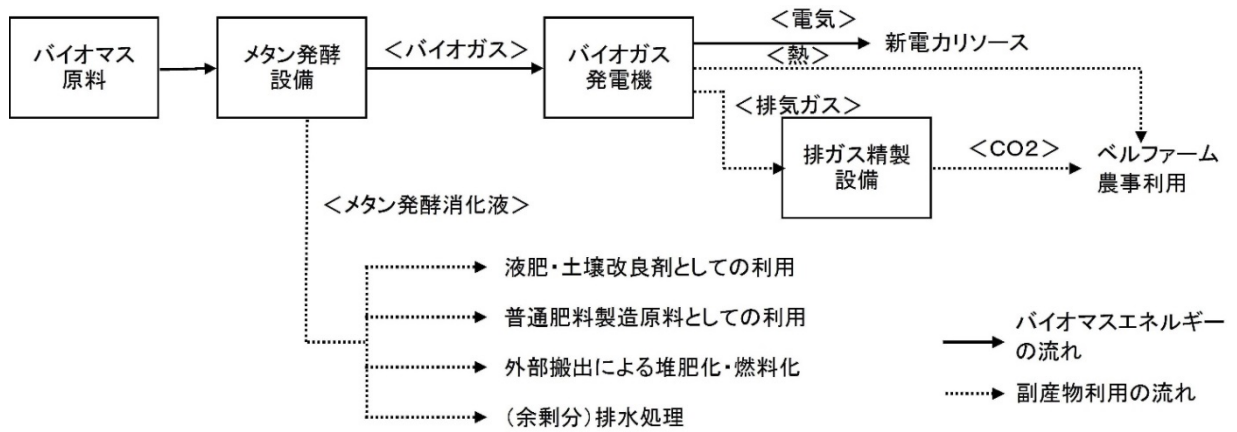 バイオマス
原料
メタン発酵
設備
＜バイオガス＞
バイオガス
発電機
＜電気＞
新電力リソース
＜熱＞
＜排気ガス＞
排ガス精製
設備
＜CO2＞
ベルファーム
農事利用
＜メタン発酵消化液＞
液肥・土壌改良剤としての利用
普通肥料製造原料としての利用
外部搬出による堆肥化・燃料化
（余剰分）排水処理
バイオマスエネルギー
の流れ
副産物利用の流れ